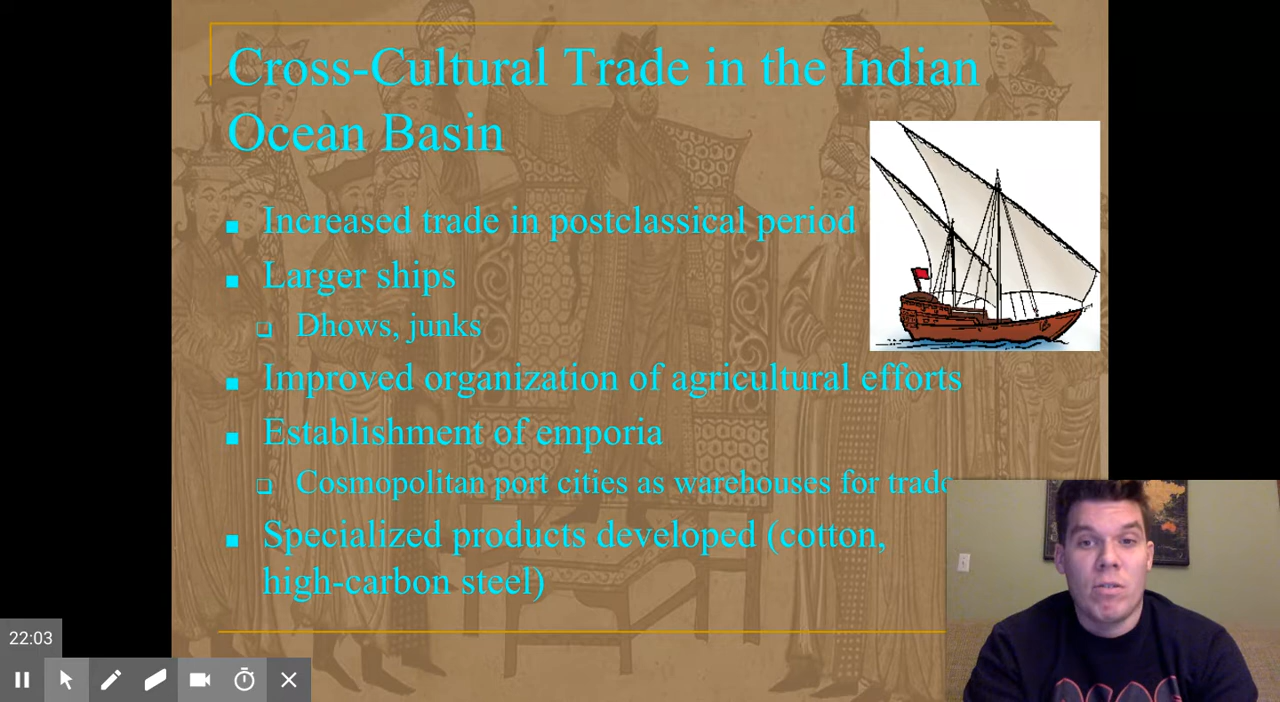 Cross-Cultural Trade in the Indian
Ocean Basin
Increased trade in postclassical period
Larger ships
Dhows, junks
Improved organization of agricultural efforts
Establishment of emporia
Cosmopolitan port cities as warehouses for trade
Specialized products developed (cotton,
high-carbon steel)
22:03